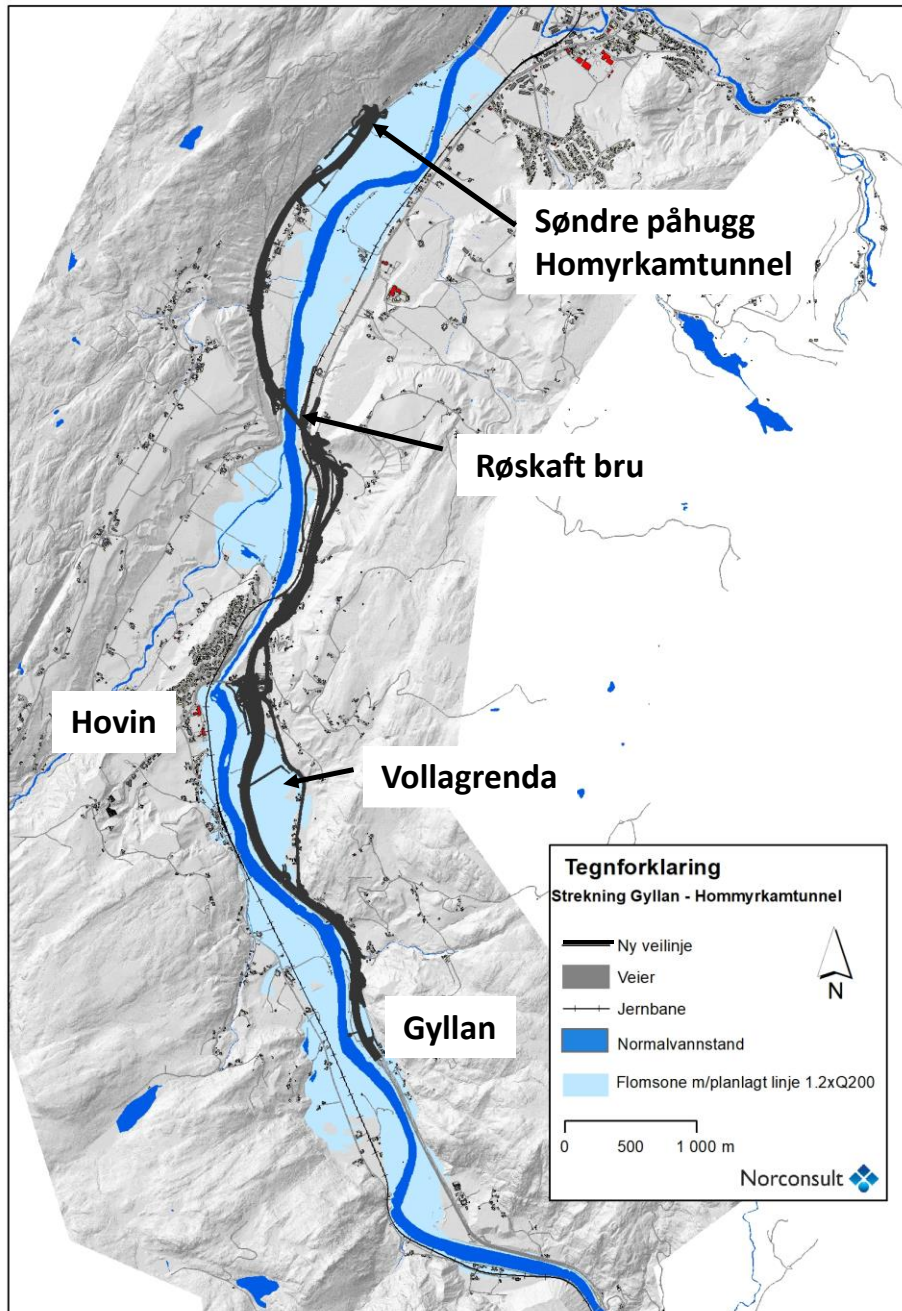 Søndre påhugg
Homyrkamtunnel
Røskaft bru
Hovin
Vollagrenda
Gyllan
Tegnforklaring
Strekning Gyllan - Hommyrkamtunnel
Ny veilinje
Veier
Jernbane
Normalvannstand
Flomsone m/planlagt linje 1.2xQ200
N
0 500 1 000 m
Norconsult